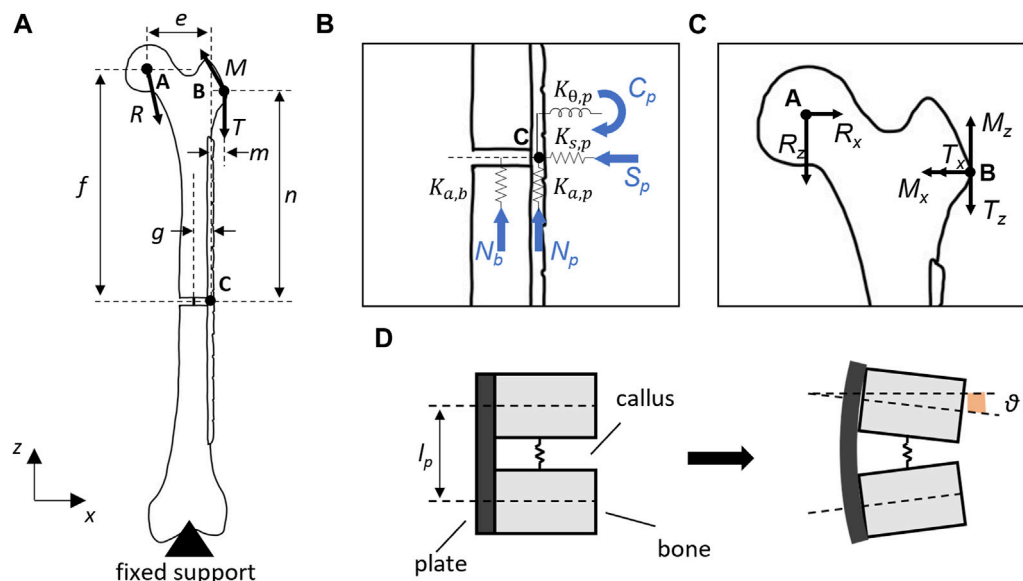 A
e
M
A
B
R
T
m
f
n
g
C
z
x
fixed support
B
Kθ,p
Cp
C
Ks,p
Sp
Ka,b
Ka,p
Nb
Np
C
A
Rx
Rz
Mz
Tx
B
Mx
Tz
D
lp
callus
plate
bone
ϑ